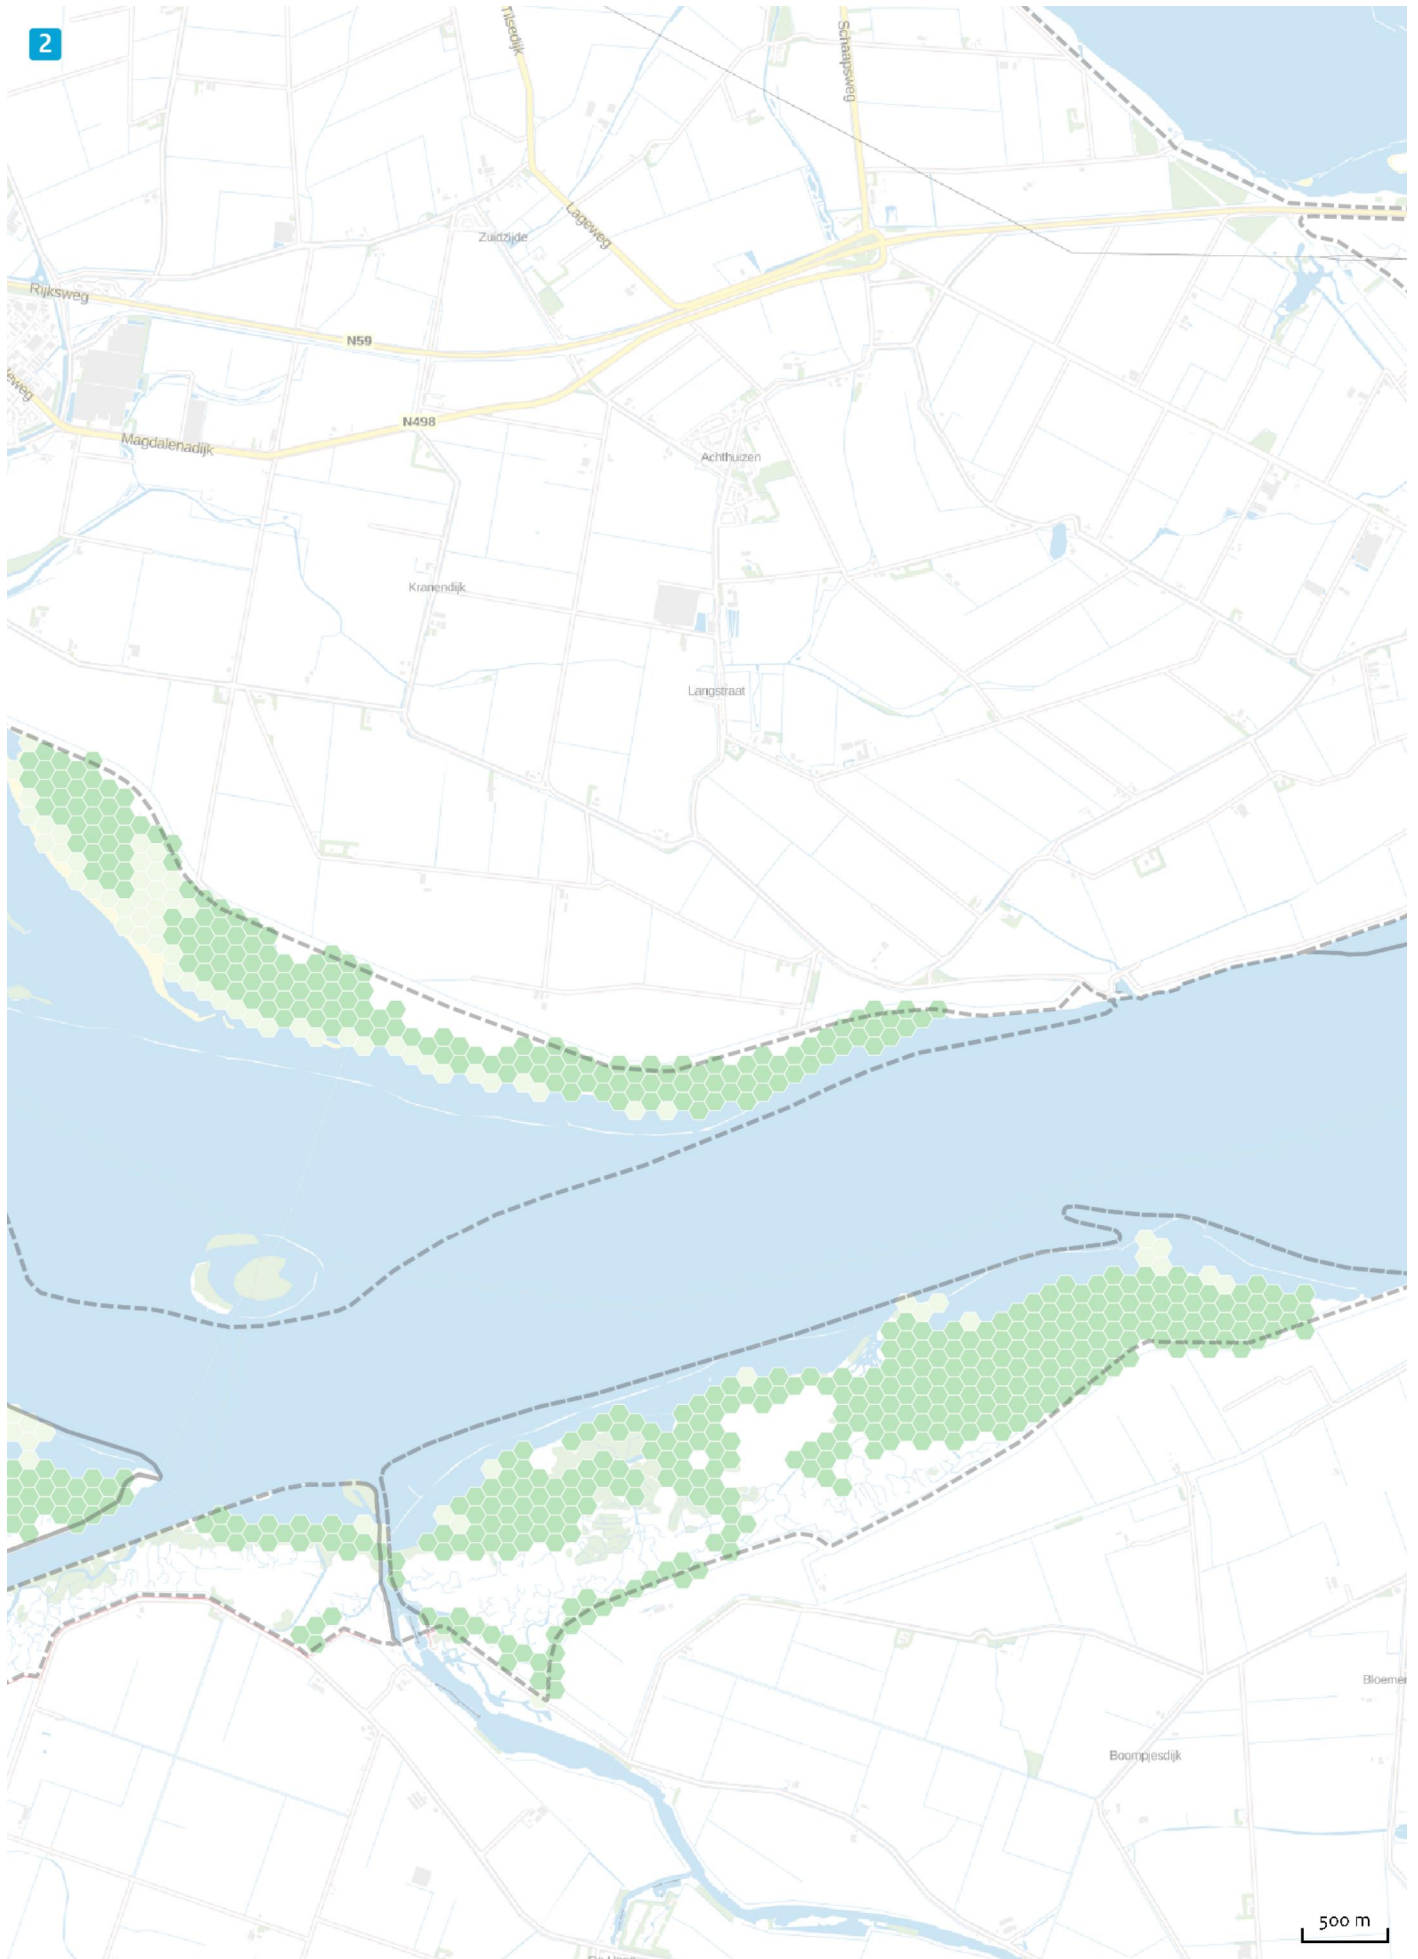 2
Schaapsweg
Lageweg
Zuidzijde
Rijksweg
N59
N498
Magdalenadijk
Achthuizen
Kranendijk
Langstraat
Boompjesdijk
500 m